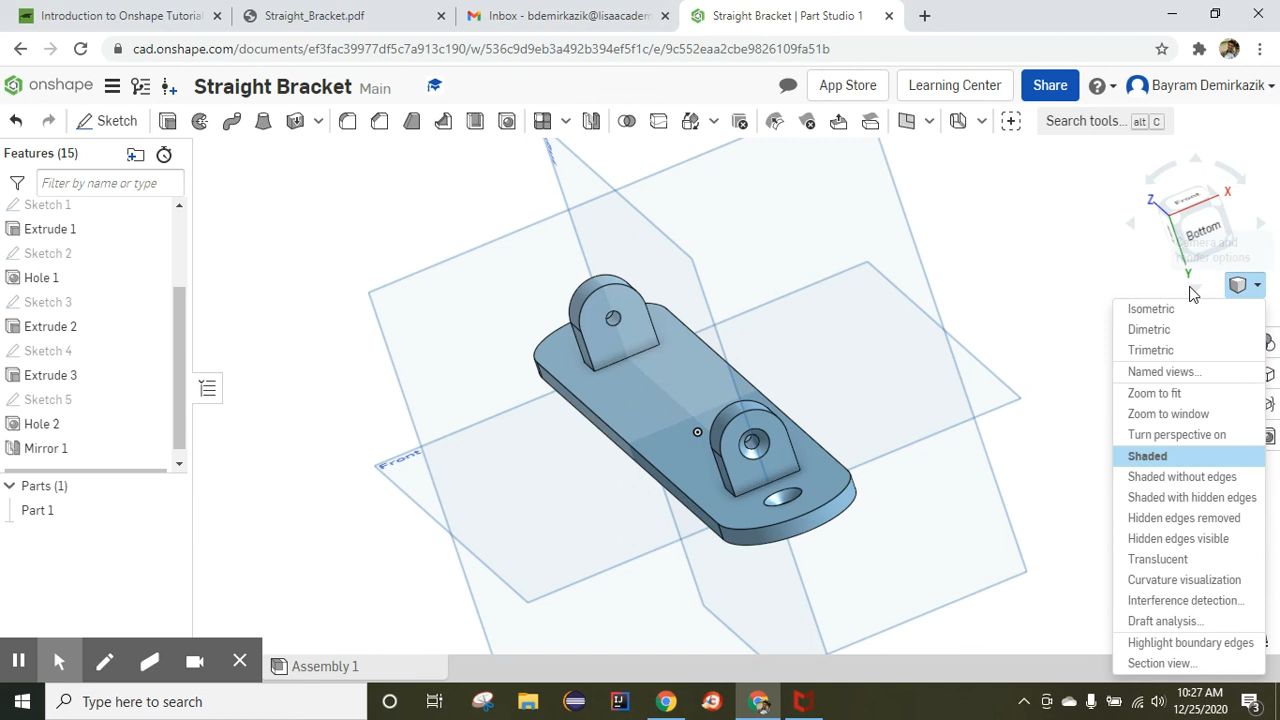 Introduction to Onshape Tutorial
Straight_Bracket.pdf
Inbox - bdemirkazik@lisaacadem
Straight Bracket | Part Studio 1
cad.onshape.com/documents/ef3fac39977df5c7a913c190/w/536c9d9eb3a492b394ef5f1c/e/9c552eaa2cbe9826109fa51b
onshape
Straight Bracket Main
App Store
Learning Center
Share
Bayram Demirkazik
Sketch
Search tools... alt C
Features (15)
Filter by name or type
Sketch 1
Extrude 1
Sketch 2
Hole 1
Sketch 3
Extrude 2
Sketch 4
Extrude 3
Sketch 5
Hole 2
Mirror 1
Parts (1)
Part 1
Front
Front
Bottom
X
Z
Y
Camera and
render options
Isometric
Dimetric
Trimetric
Named views...
Zoom to fit
Zoom to window
Turn perspective on
Shaded
Shaded without edges
Shaded with hidden edges
Hidden edges removed
Hidden edges visible
Translucent
Curvature visualization
Interference detection...
Draft analysis...
Highlight boundary edges
Section view...
Assembly 1
Type here to search
10:27 AM
12/25/2020
3